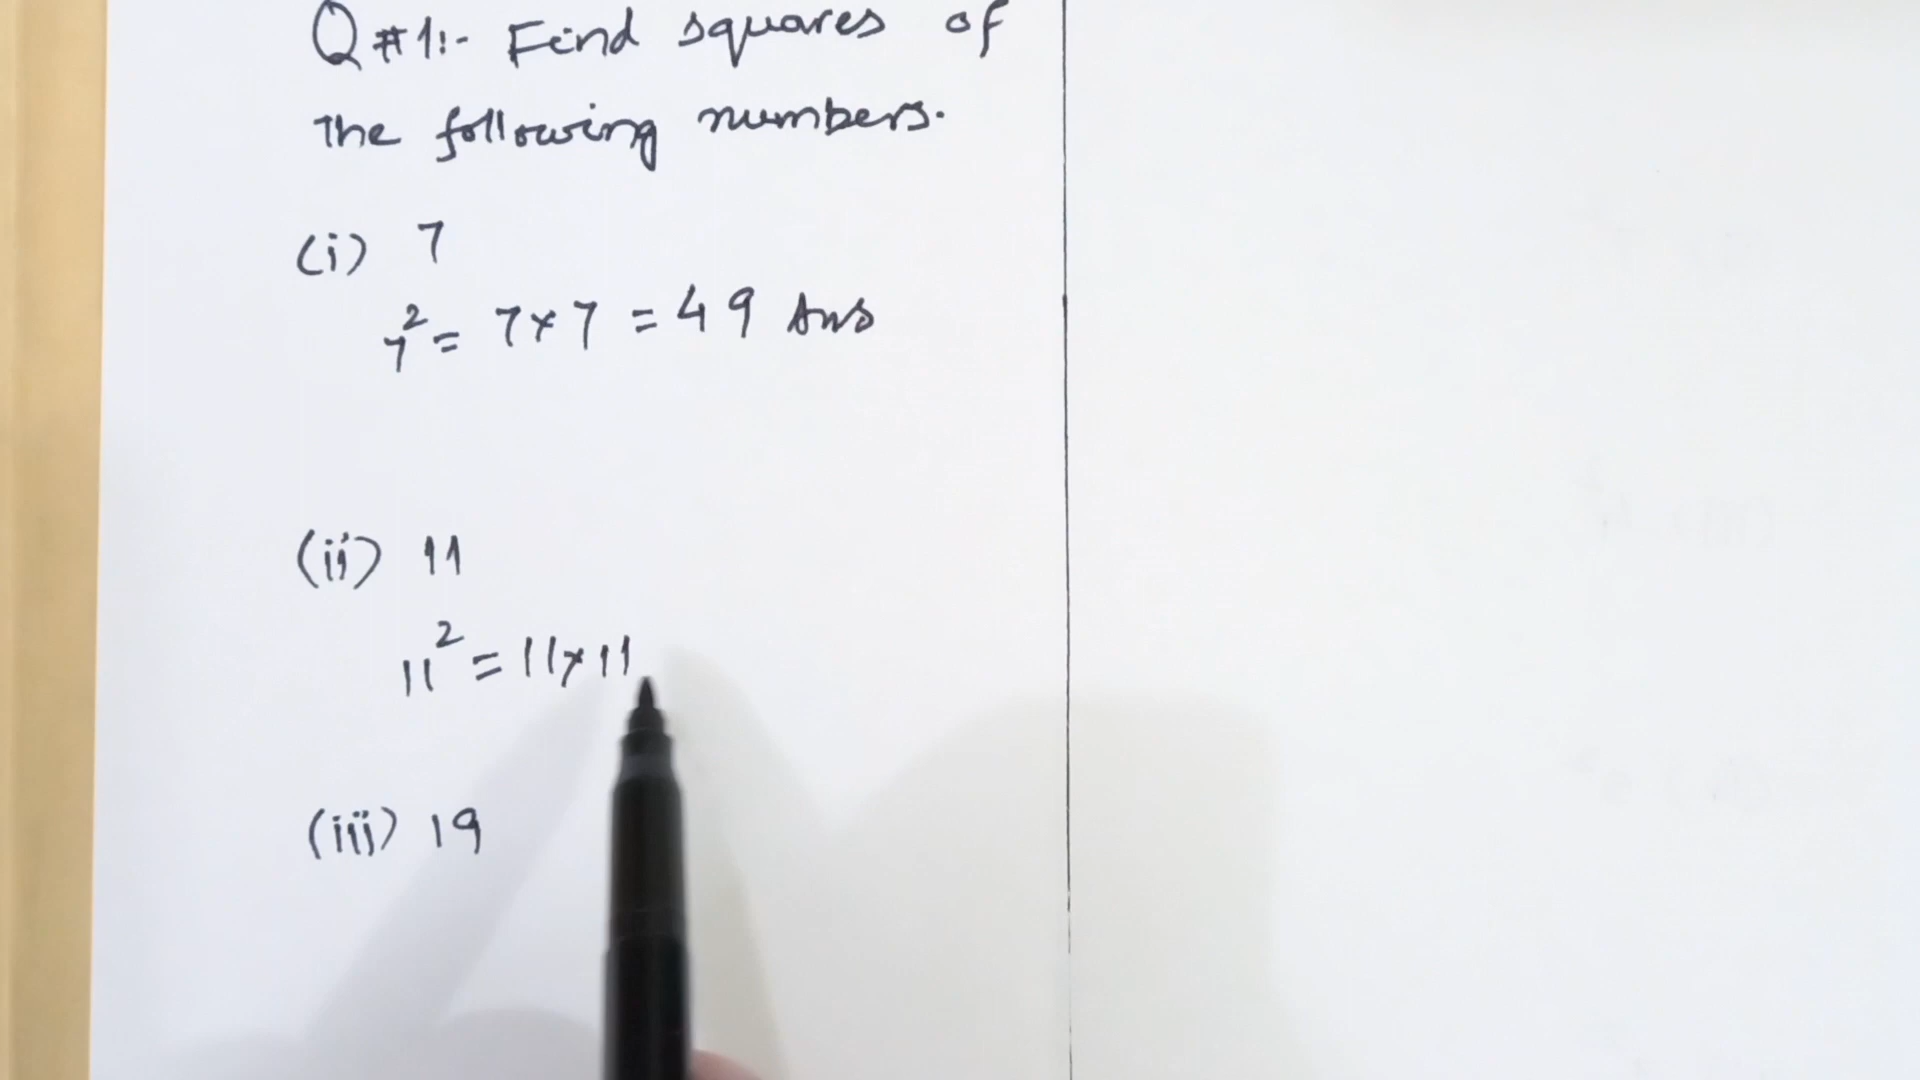 Q#1:- Find squares of
The following numbers.
(i) 7
7² = 7×7 = 49 Ans
(ii) 11
11² = 11×11
(iii) 19